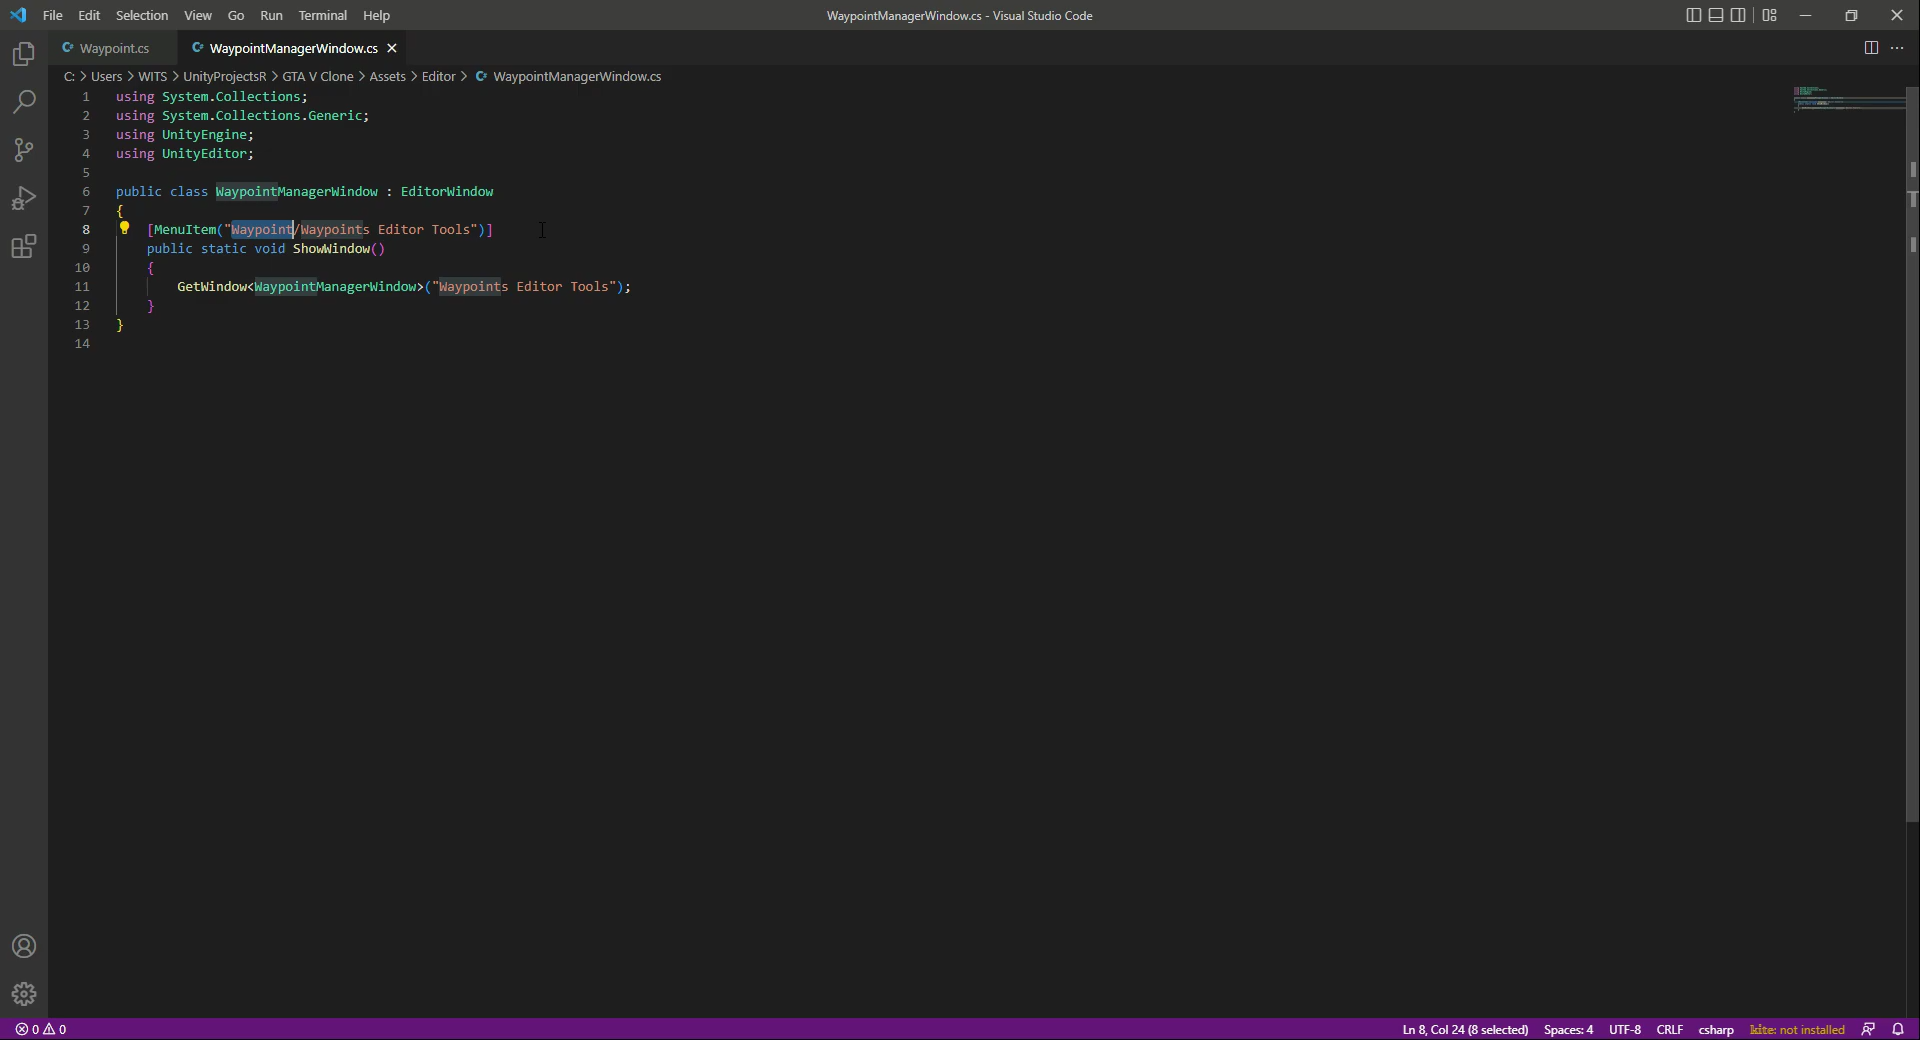 File Edit Selection View Go Run Terminal Help
WaypointManagerWindow.cs - Visual Studio Code
Waypoint.cs WaypointManagerWindow.cs
C: > Users > WITS > UnityProjectsR > GTA V Clone > Assets > Editor > WaypointManagerWindow.cs
1 using System.Collections;
2 using System.Collections.Generic;
3 using UnityEngine;
4 using UnityEditor;
5
6 public class WaypointManagerWindow : EditorWindow
7 {
8 [MenuItem("Waypoint/Waypoints Editor Tools")]
9 public static void ShowWindow()
10 {
11 GetWindow<WaypointManagerWindow>("Waypoints Editor Tools");
12 }
13 }
14
0 0
Ln 8, Col 24 (8 selected) Spaces: 4 UTF-8 CRLF csharp kite: not installed